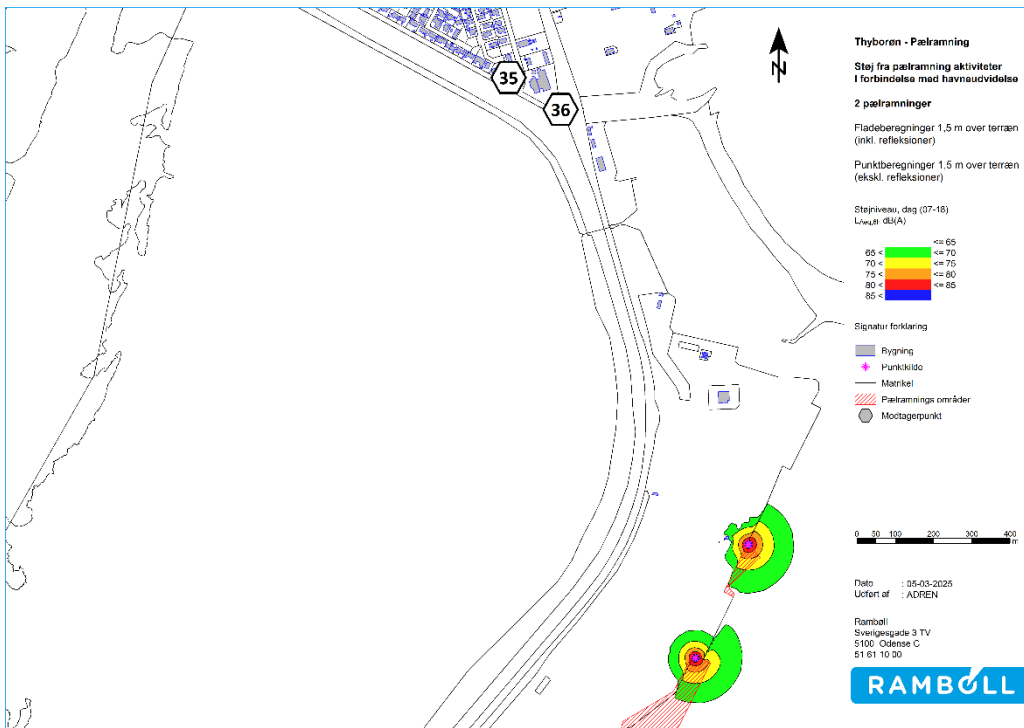 35
36
N
Thyborøn - Pælramning
Støj fra pælramning aktiviteter
I forbindelse med havneudvidelse
2 pælramninger
Fladeberegninger 1,5 m over terræn
(inkl. refleksioner)
Punktberegninger 1,5 m over terræn
(ekskl. refleksioner)
Støjniveau, dag (07-18)
LAeq,8h dB(A)
<= 65
65 < <= 70
70 < <= 75
75 < <= 80
80 < <= 85
85 <
Signatur forklaring
Bygning
Punktkilde
Matrikel
Pælramnings områder
Modtagerpunkt
0 50 100 200 300 400
m
Dato : 05-03-2025
Udført af : ADREN
Rambøll
Sverigesgade 3 TV
5100 Odense C
51 61 10 00
RAMBOLL